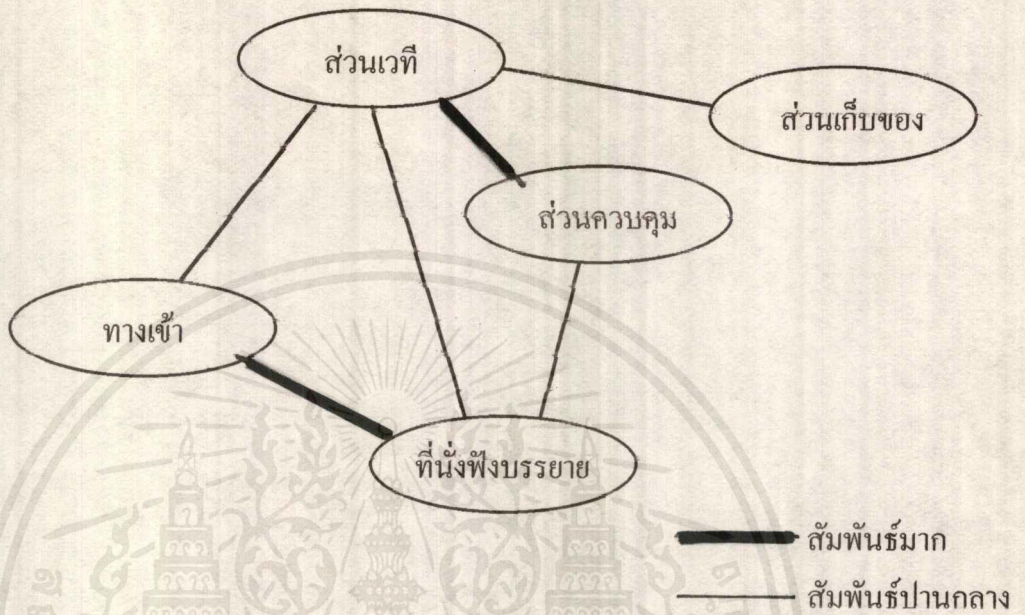 ส่วนเวที
ส่วนเก็บของ
ส่วนควบคุม
ทางเข้า
ที่นั่งฟังบรรยาย
สัมพันธ์มาก
สัมพันธ์ปานกลาง